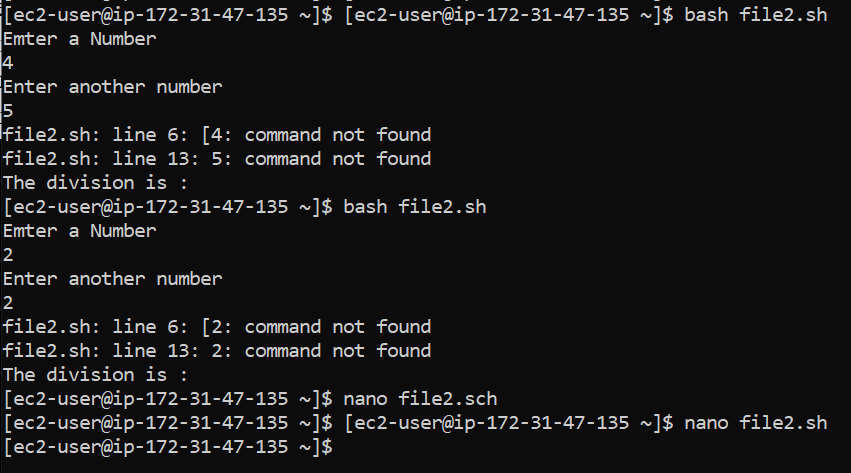 [ec2-user@ip-172-31-47-135 ~]$ [ec2-user@ip-172-31-47-135 ~]$ bash file2.sh
Emter a Number
4
Enter another number
5
file2.sh: line 6: [4: command not found
file2.sh: line 13: 5: command not found
The division is :
[ec2-user@ip-172-31-47-135 ~]$ bash file2.sh
Emter a Number
2
Enter another number
2
file2.sh: line 6: [2: command not found
file2.sh: line 13: 2: command not found
The division is :
[ec2-user@ip-172-31-47-135 ~]$ nano file2.sch
[ec2-user@ip-172-31-47-135 ~]$ [ec2-user@ip-172-31-47-135 ~]$ nano file2.sh
[ec2-user@ip-172-31-47-135 ~]$